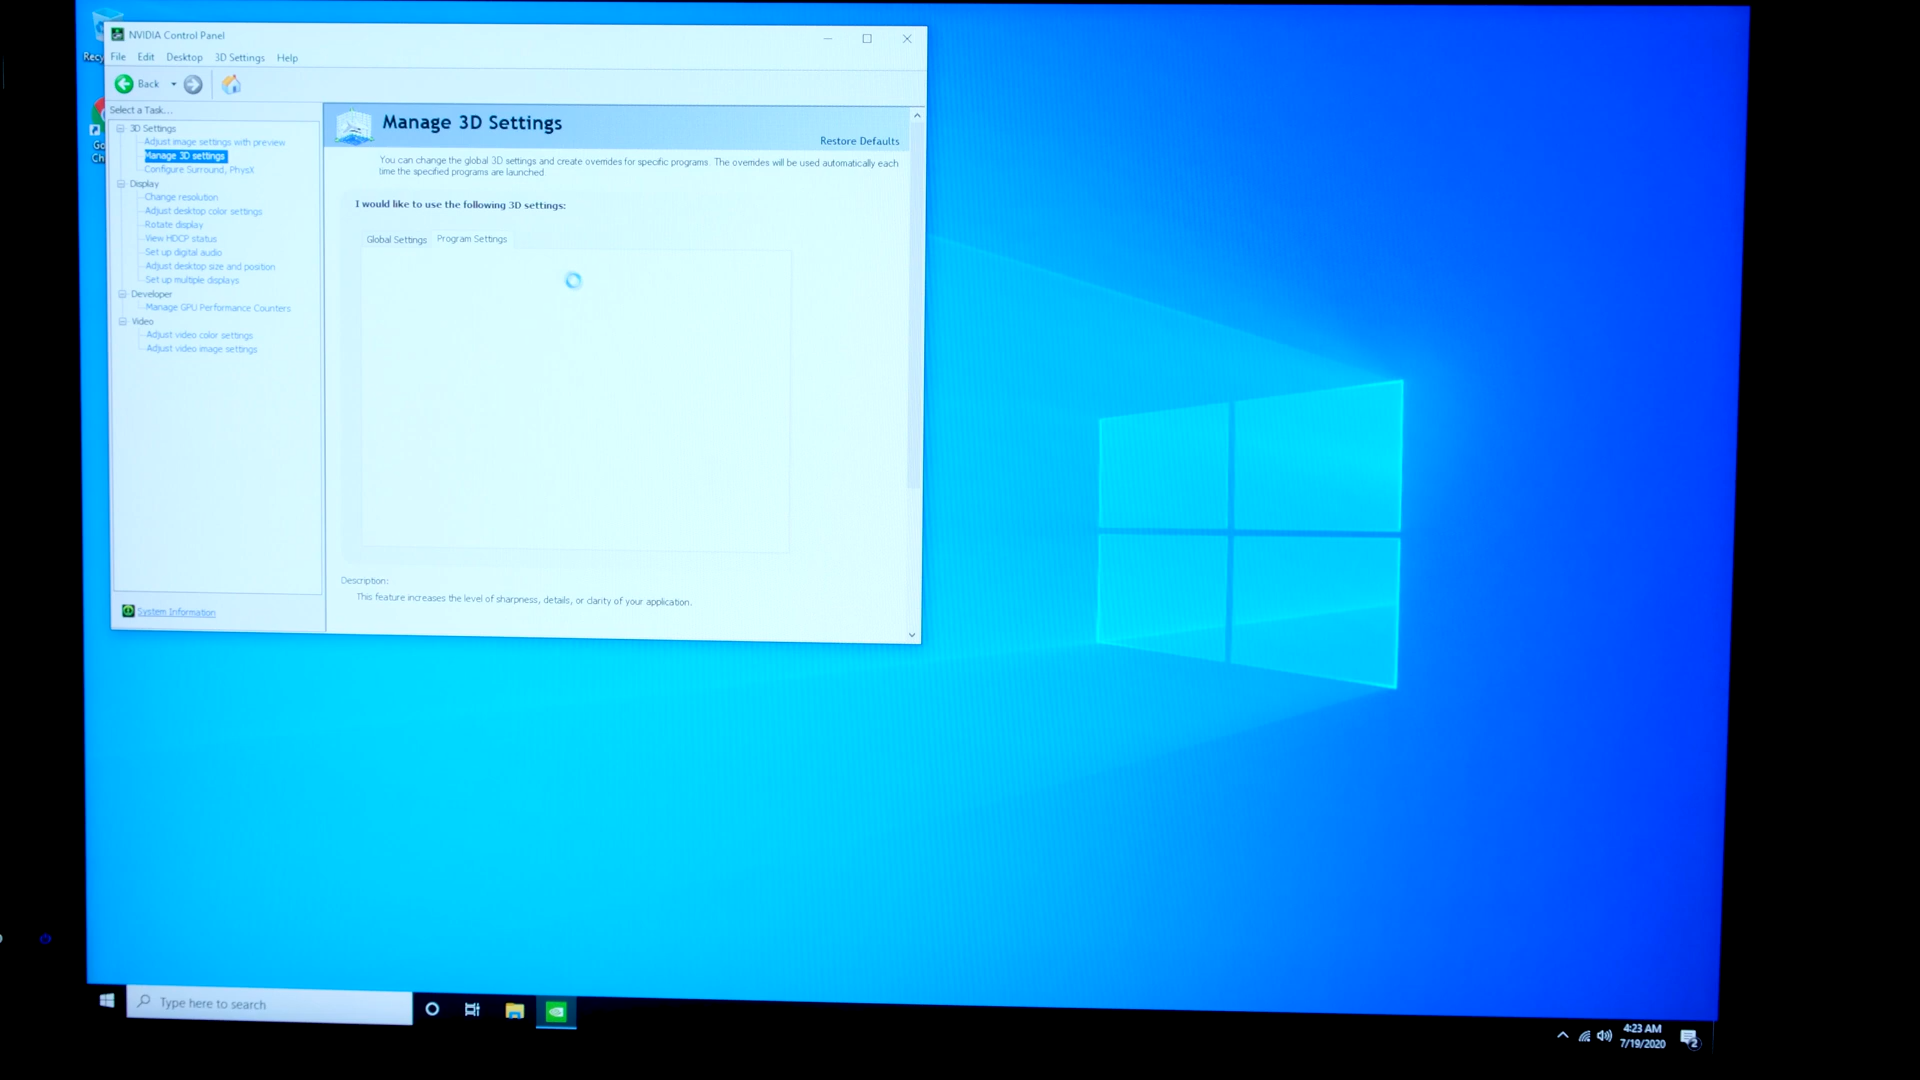 NVIDIA Control Panel
File Edit Desktop 3D Settings Help
Back
Select a Task...
3D Settings
Adjust image settings with preview
Manage 3D settings
Configure Surround, PhysX
Display
Change resolution
Adjust desktop color settings
Rotate display
View HDCP status
Set up digital audio
Adjust desktop size and position
Set up multiple displays
Developer
Manage GPU Performance Counters
Video
Adjust video color settings
Adjust video image settings
System Information
Manage 3D Settings
Restore Defaults
You can change the global 3D settings and create overrides for specific programs. The overrides will be used automatically each
time the specified programs are launched.
I would like to use the following 3D settings:
Global Settings Program Settings
Description:
This feature increases the level of sharpness, details, or clarity of your application.
Recy
Go
Ch
Type here to search
4:23 AM
7/19/2020
2